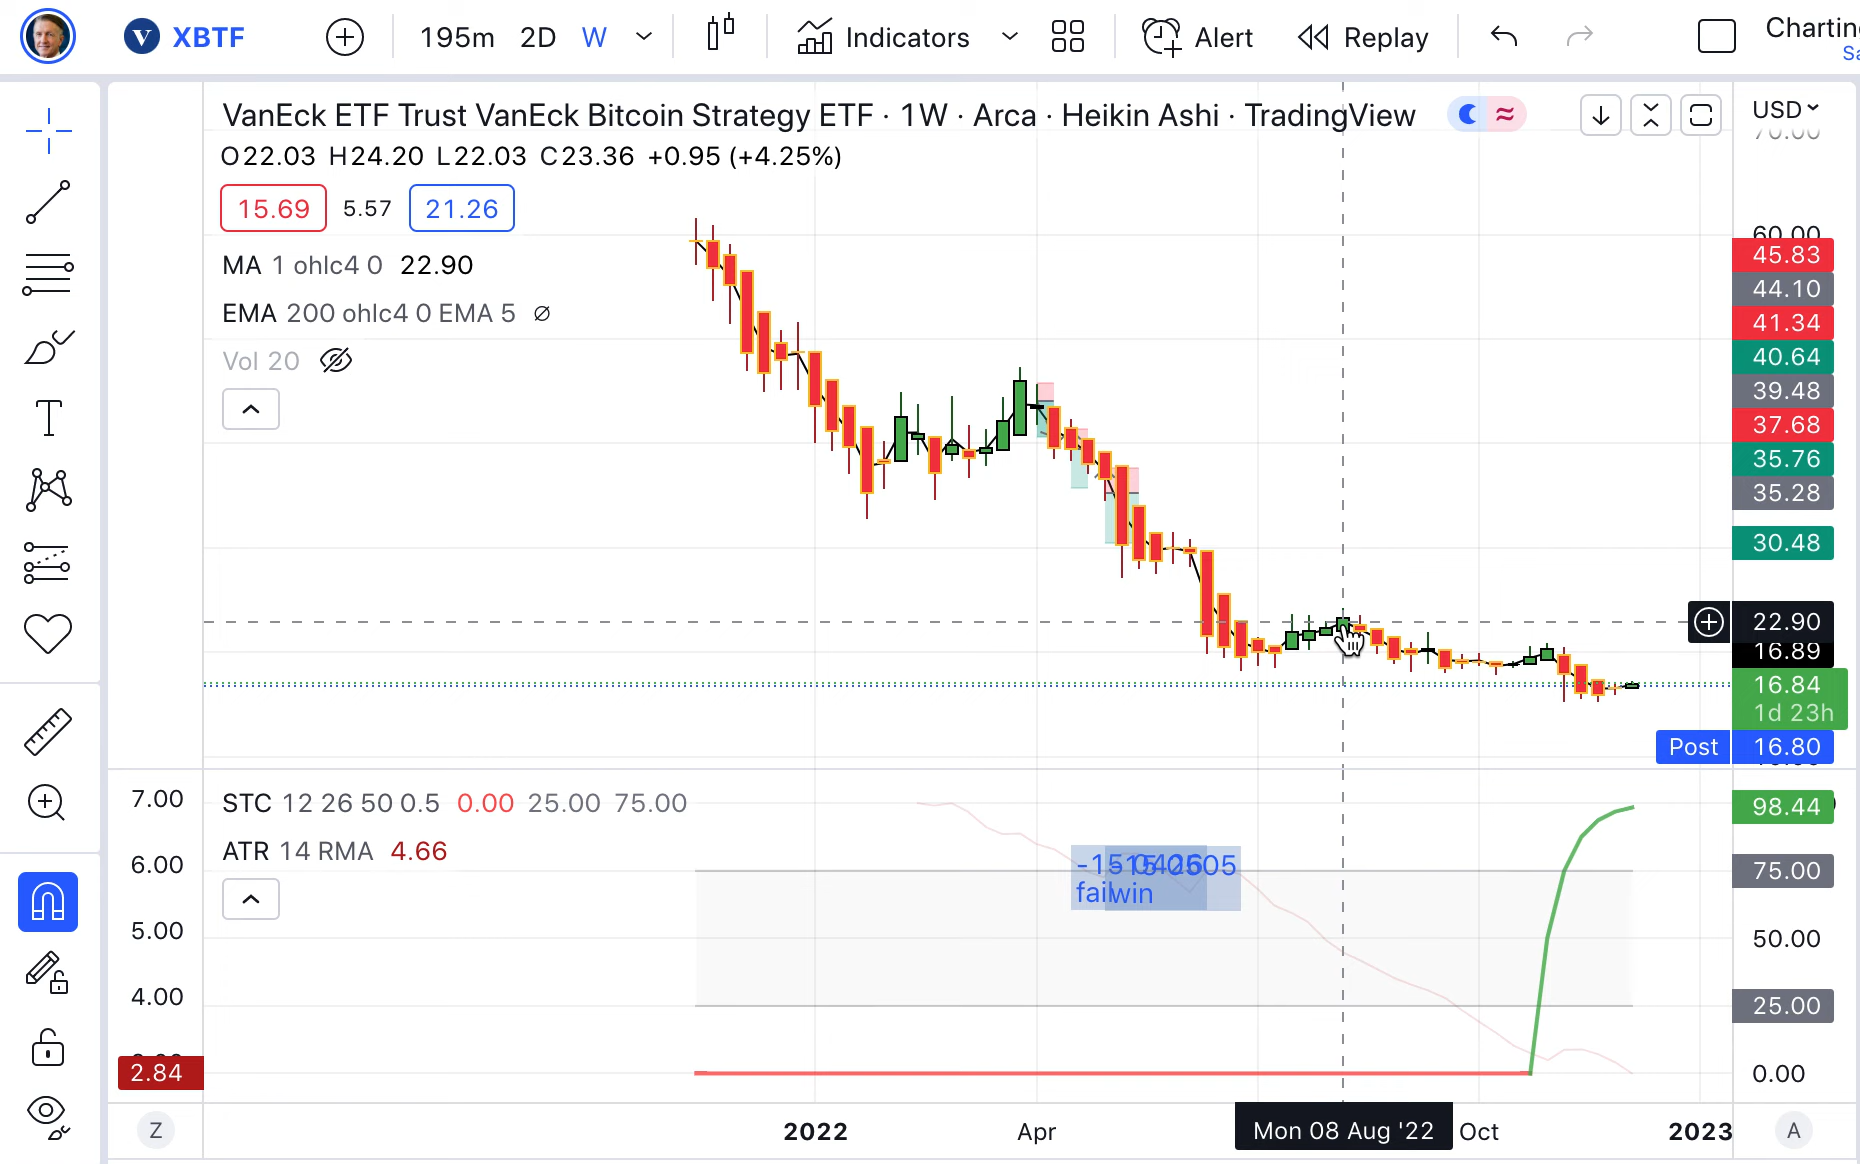 V XBTF 195m 2D W Indicators Alert Replay
VanEck ETF Trust VanEck Bitcoin Strategy ETF · 1W · Arca · Heikin Ashi · TradingView
USD
O22.03 H24.20 L22.03 C23.36 +0.95 (+4.25%)
15.69 5.57 21.26
MA 1 ohlc4 0 22.90
EMA 200 ohlc4 0 EMA 5 ∅
Vol 20
70.00
60.00
45.83
44.10
41.34
40.64
39.48
37.68
35.76
35.28
30.48
22.90
16.89
16.84
1d 23h
Post 16.80
STC 12 26 50 0.5 0.00 25.00 75.00
ATR 14 RMA 4.66
7.00
6.00
5.00
4.00
2.84
fail win
98.44
75.00
50.00
25.00
0.00
Z 2022 Apr Mon 08 Aug '22 Oct 2023 A